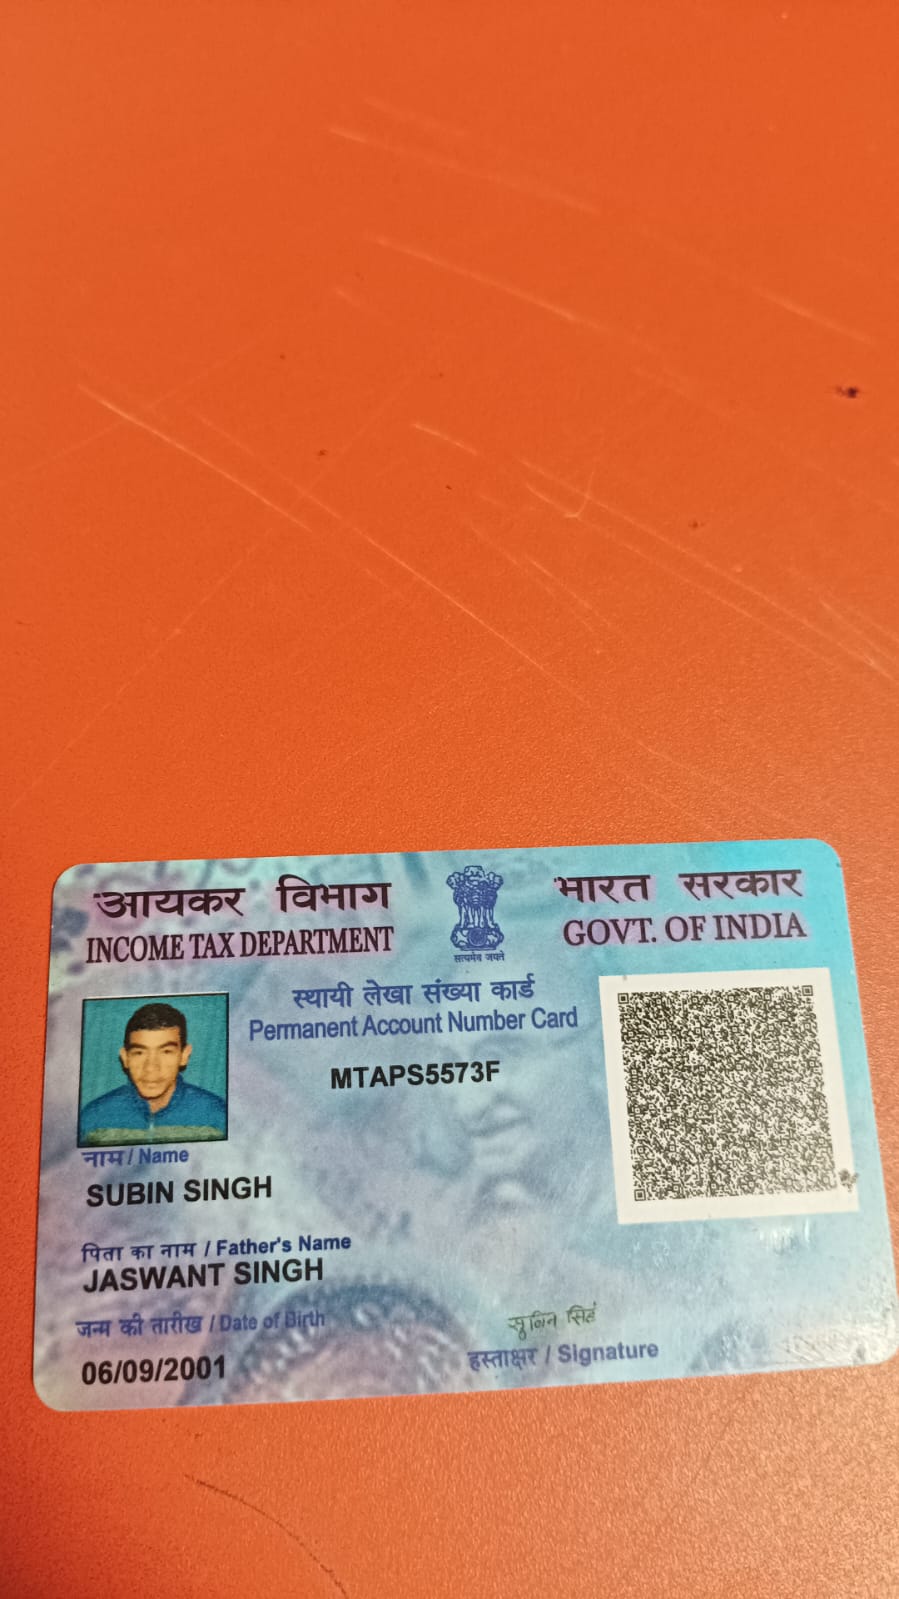 आयकर विभाग
INCOME TAX DEPARTMENT
सत्यमेव जयते
भारत सरकार
GOVT. OF INDIA
स्थायी लेखा संख्या कार्ड
Permanent Account Number Card
MTAPS5573F
नाम / Name
SUBIN SINGH
पिता का नाम / Father's Name
JASWANT SINGH
जन्म की तारीख / Date of Birth
06/09/2001
सुबिन सिहं
हस्ताक्षर / Signature